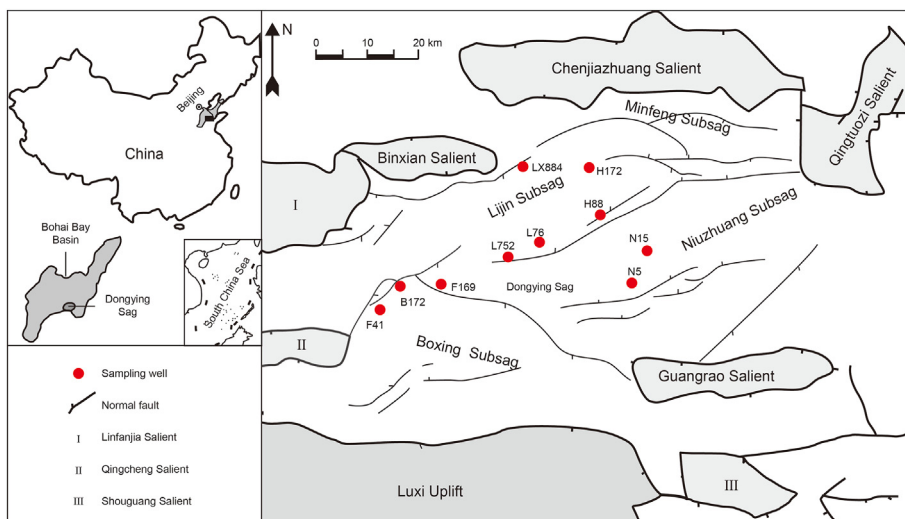 Beijing
China
Bohai Bay
Basin
Dongying
Sag
South China Sea
Sampling well
Normal fault
I
Linfanjia Salient
II
Qingcheng Salient
III
Shouguang Salient
N
0 10 20 km
Chenjiazhuang Salient
Qingtuozi Salient
Minfeng Subsag
Binxian Salient
LX884
H172
I
Lijin Subsag
H88
Niuzhuang Subsag
L76
N15
L752
N5
Dongying Sag
F169
B172
F41
II
Boxing Subsag
Guangrao Salient
Luxi Uplift
III